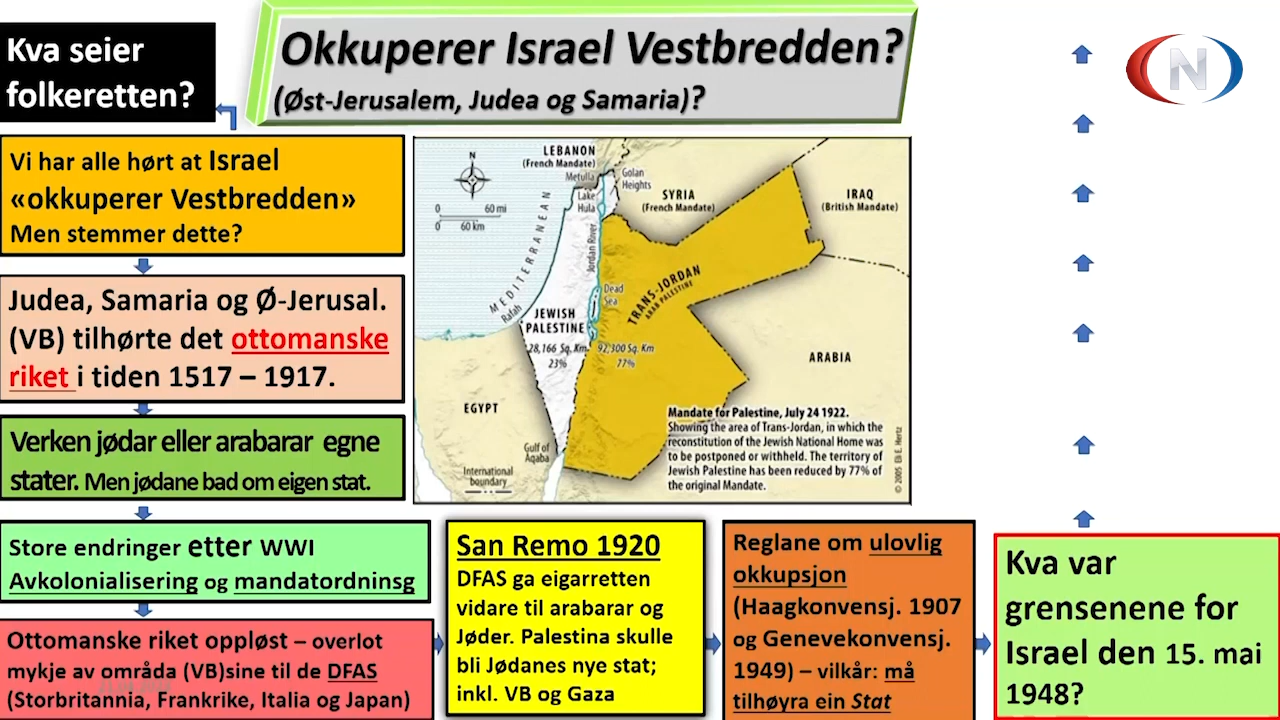 Okkuperer Israel Vestbredden?
(Øst-Jerusalem, Judea og Samaria)?
N
Kva seier
folkeretten?
Vi har alle hørt at Israel
«okkuperer Vestbredden»
Men stemmer dette?
Judea, Samaria og Ø-Jerusal.
(VB) tilhørte det ottomanske
riket i tiden 1517 – 1917.
Verken jødar eller arabarar egne
stater. Men jødane bad om eigen stat.
Store endringer etter WWI
Avkolonialisering og mandatordninsg
Ottomanske riket oppløst – overlot
mykje av områda (VB)sine til de DFAS
(Storbritannia, Frankrike, Italia og Japan)
N
0 60 mi
0 60 km
LEBANON
(French Mandate)
Metulla
Golan
Heights
Lake
Hula
SYRIA
(French Mandate)
IRAQ
(British Mandate)
MEDITERRANEAN
Jordan River
Rafah
Dead
Sea
TRANS-JORDAN
ARAB PALESTINE
JEWISH
PALESTINE
28,166 Sq. Km.
23%
92,300 Sq. Km
77%
ARABIA
EGYPT
Gulf of
Aqaba
International
boundary
Mandate for Palestine, July 24 1922.
Showing the area of Trans-Jordan, in which the
reconstitution of the Jewish National Home was
to be postponed or withheld. The territory of
Jewish Palestine has been reduced by 77% of
the original Mandate.
© 2005 Eli E. Hertz
San Remo 1920
DFAS ga eigarretten
vidare til arabarar og
Jøder. Palestina skulle
bli Jødanes nye stat;
inkl. VB og Gaza
Reglane om ulovlig
okkupsjon
(Haagkonvensj. 1907
og Genevekonvensj.
1949) – vilkår: må
tilhøyra ein Stat
Kva var
grensenene for
Israel den 15. mai
1948?